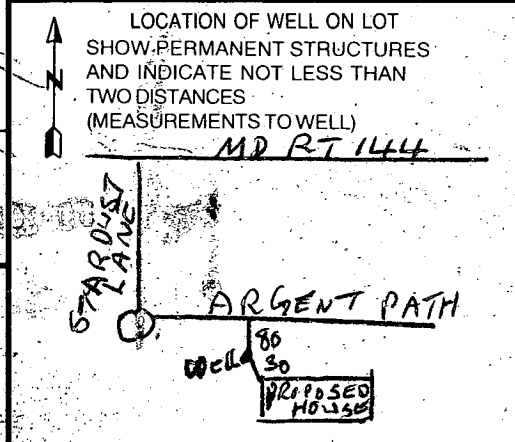 LOCATION OF WELL ON LOT
SHOW PERMANENT STRUCTURES
AND INDICATE NOT LESS THAN
TWO DISTANCES
(MEASUREMENTS TO WELL)
N
MD RT 144
STARDUST
LANE
ARGENT PATH
80
Well
30
PROPOSED
HOUSE